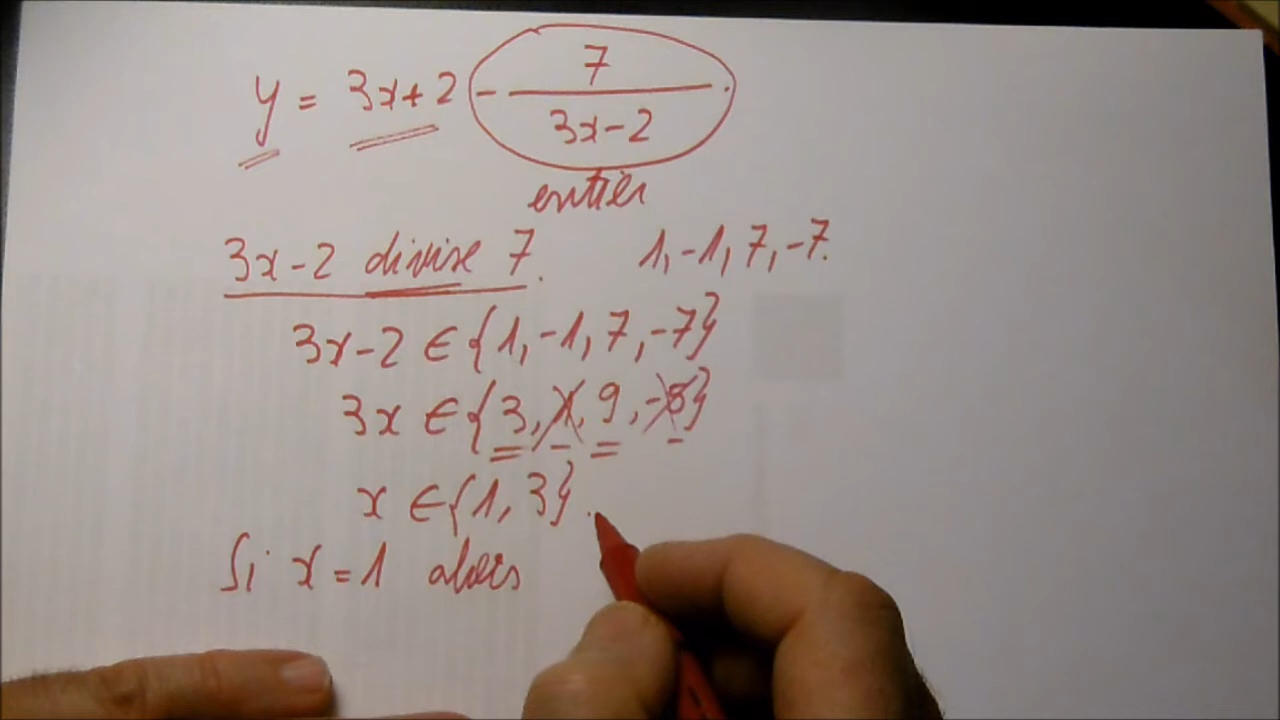 y = 3x+2 - 7/(3x-2).
entier
3x-2 divise 7. 1, -1, 7, -7.
3x-2 ∈ {1, -1, 7, -7}
3x ∈ {3, 1, 9, -5}
x ∈ {1, 3}.
Si x = 1 alors